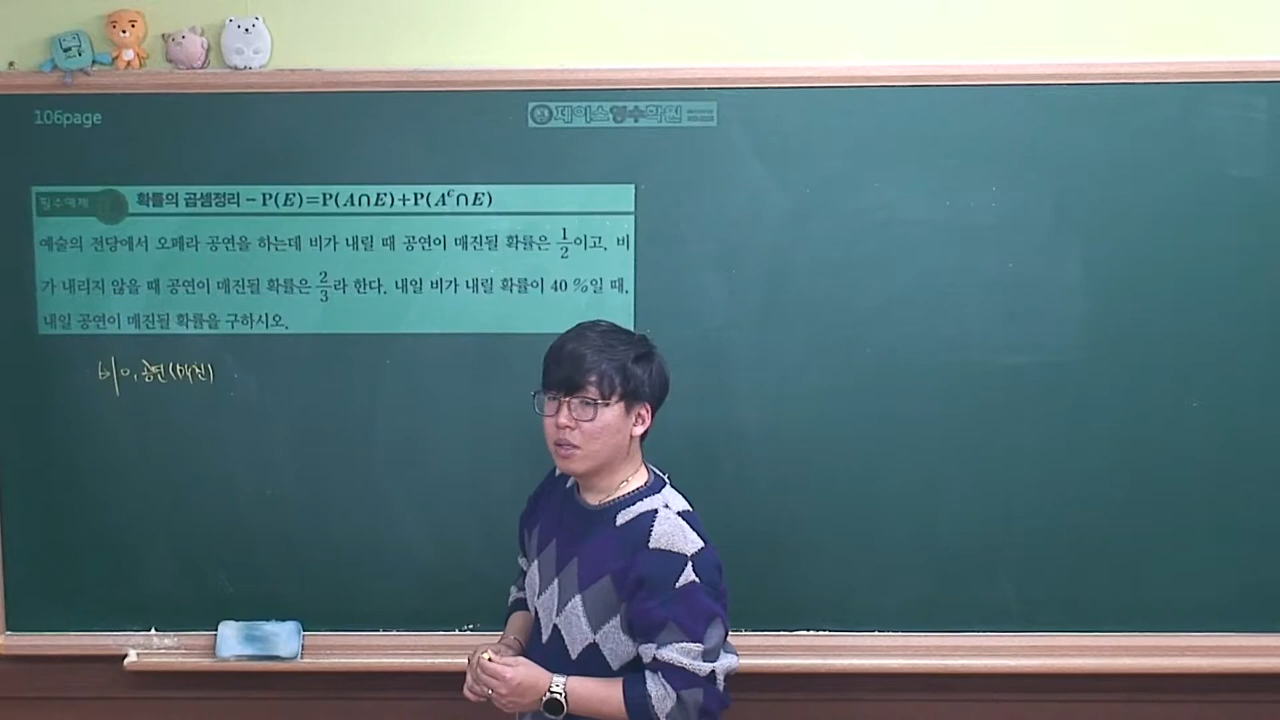 106page
제이스영수학원
필수예제
확률의 곱셈정리 – P(E)=P(A∩E)+P(Aᶜ∩E)
예술의 전당에서 오페라 공연을 하는데 비가 내릴 때 공연이 매진될 확률은 1/2이고, 비
가 내리지 않을 때 공연이 매진될 확률은 2/3라 한다. 내일 비가 내릴 확률이 40 %일 때,
내일 공연이 매진될 확률을 구하시오.
비 o, 공연(매진)